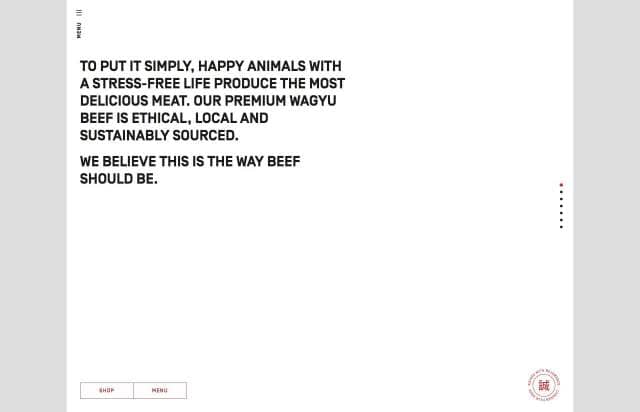 MENU
TO PUT IT SIMPLY, HAPPY ANIMALS WITH
A STRESS-FREE LIFE PRODUCE THE MOST
DELICIOUS MEAT. OUR PREMIUM WAGYU
BEEF IS ETHICAL, LOCAL AND
SUSTAINABLY SOURCED.
WE BELIEVE THIS IS THE WAY BEEF
SHOULD BE.
SHOP
MENU